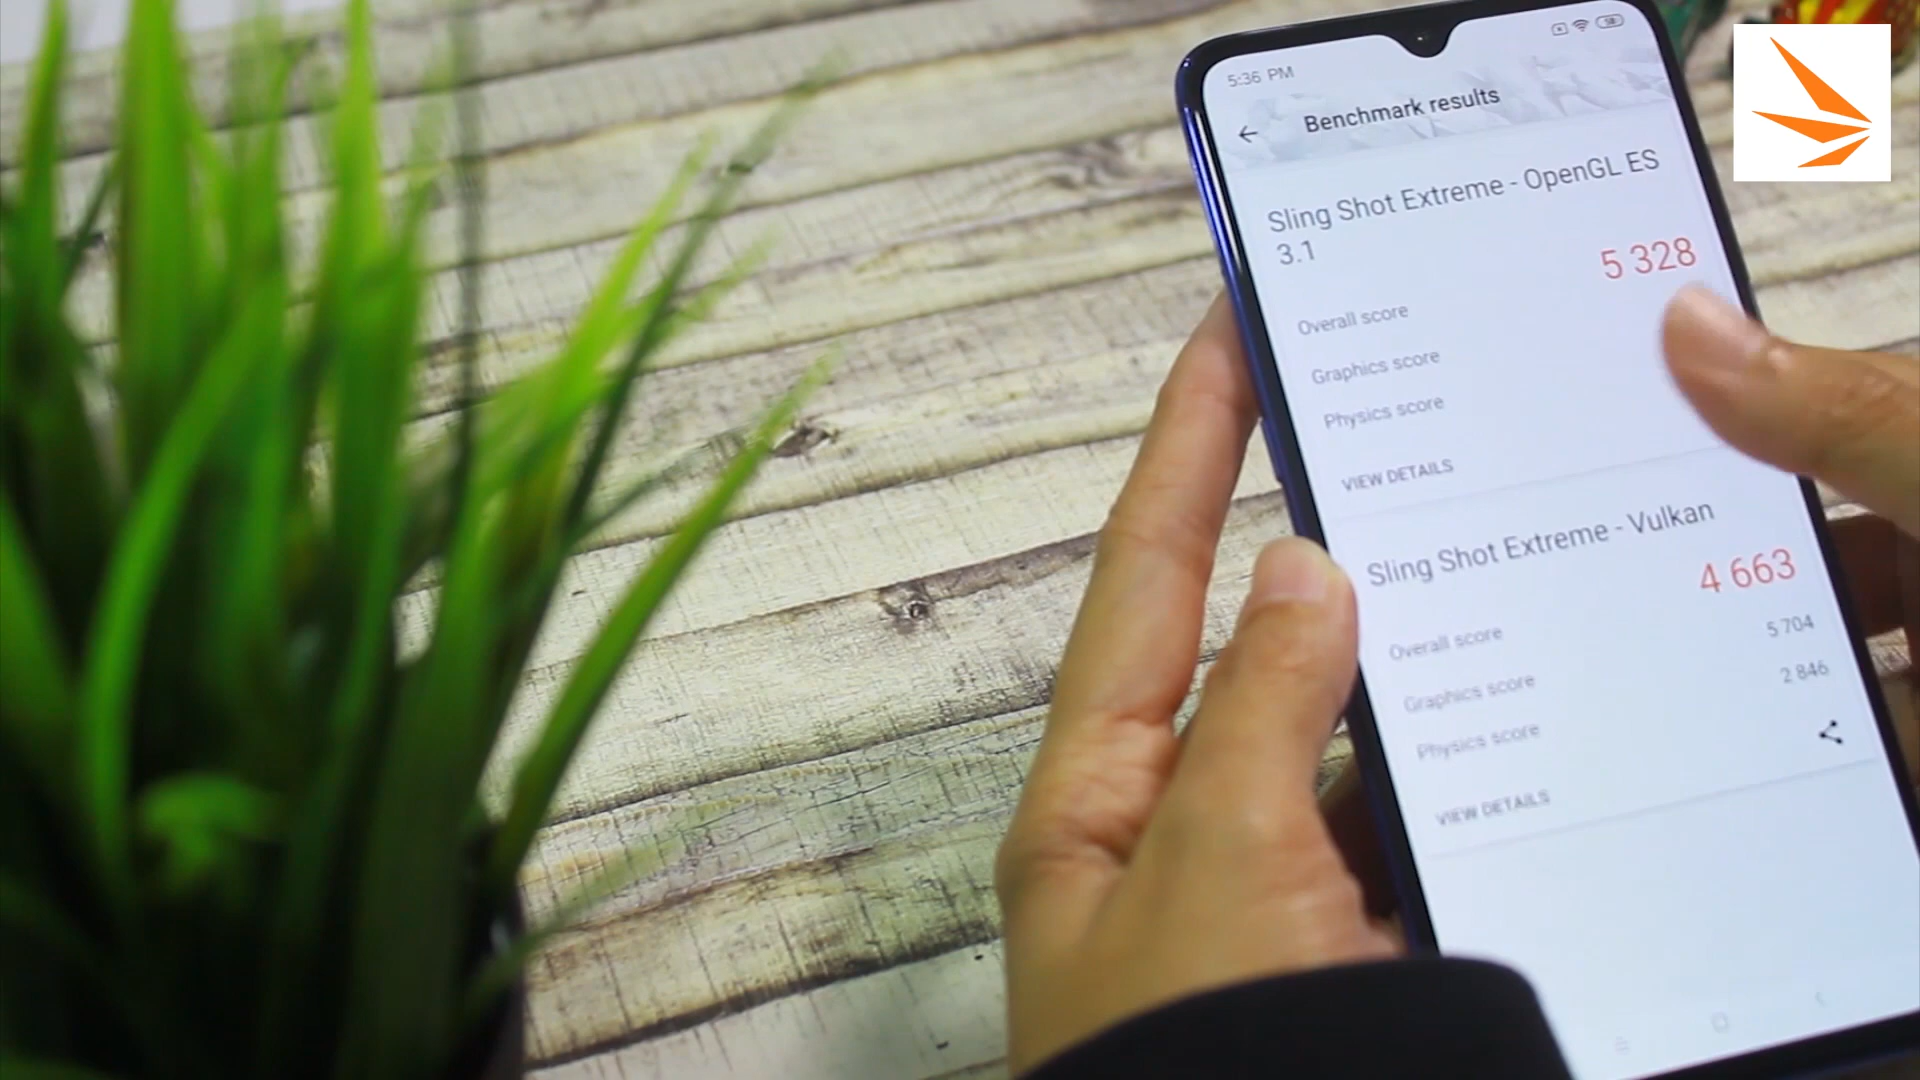 5:36 PM
58
Benchmark results
Sling Shot Extreme - OpenGL ES
3.1
5 328
Overall score
Graphics score
Physics score
VIEW DETAILS
Sling Shot Extreme - Vulkan
4 663
Overall score
5 704
Graphics score
2 846
Physics score
VIEW DETAILS